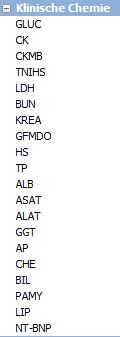 Klinische Chemie
GLUC
CK
CKMB
TNIHS
LDH
BUN
KREA
GFMDO
HS
TP
ALB
ASAT
ALAT
GGT
AP
CHE
BIL
PAMY
LIP
NT-BNP